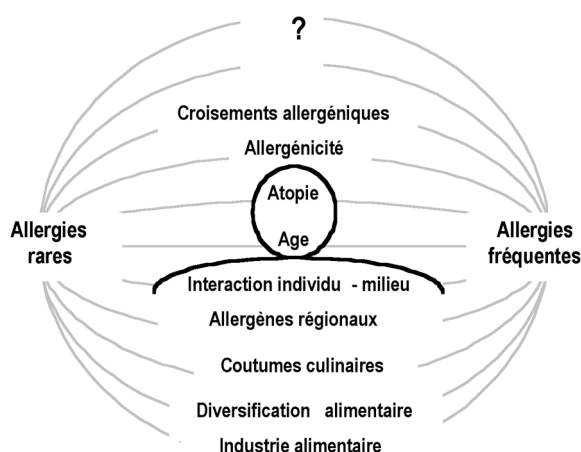 ?
Croisements allergéniques
Allergénicité
Atopie
Age
Allergies
rares
Allergies
fréquentes
Interaction individu - milieu
Allergènes régionaux
Coutumes culinaires
Diversification alimentaire
Industrie alimentaire